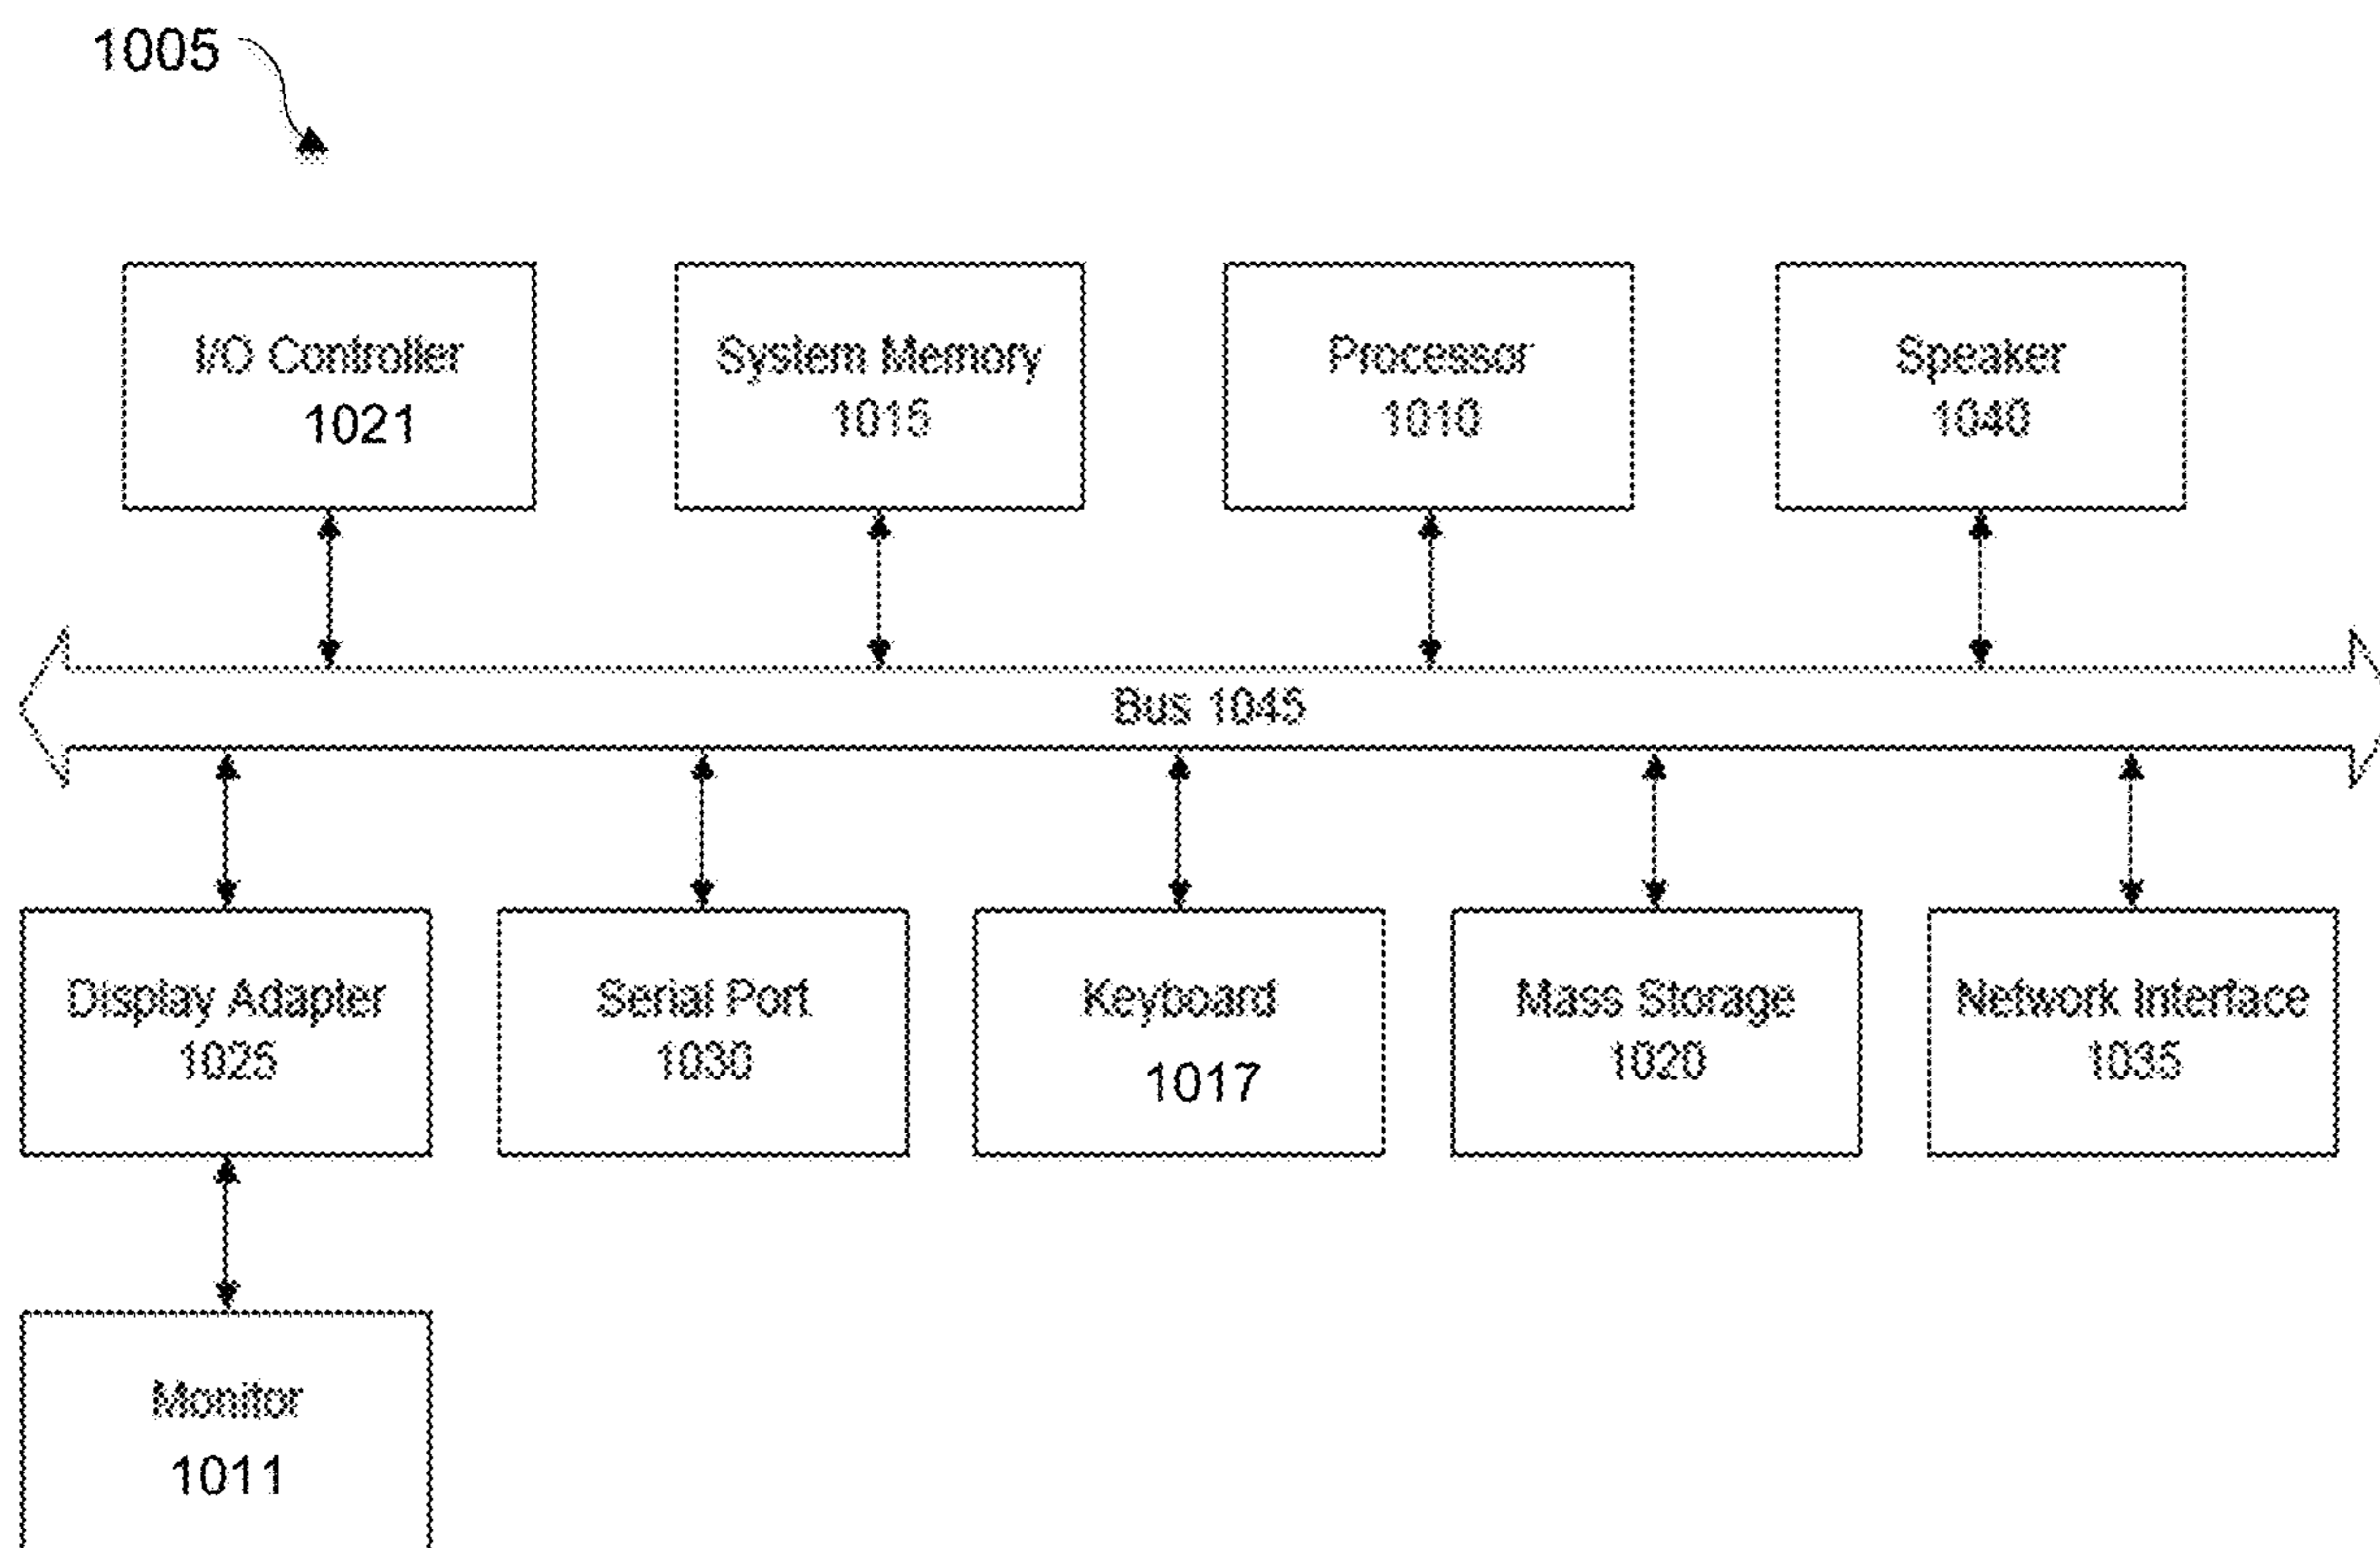 1005
I/O Controller
1021
System Memory
1015
Processor
1010
Speaker
1040
Bus 1045
Display Adapter
1025
Serial Port
1030
Keyboard
1017
Mass Storage
1020
Network Interface
1035
Monitor
1011